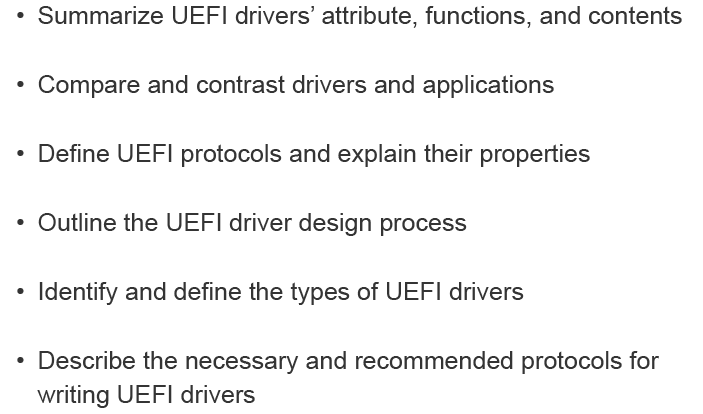 • Summarize UEFI drivers’ attribute, functions, and contents
• Compare and contrast drivers and applications
• Define UEFI protocols and explain their properties
• Outline the UEFI driver design process
• Identify and define the types of UEFI drivers
• Describe the necessary and recommended protocols for
writing UEFI drivers